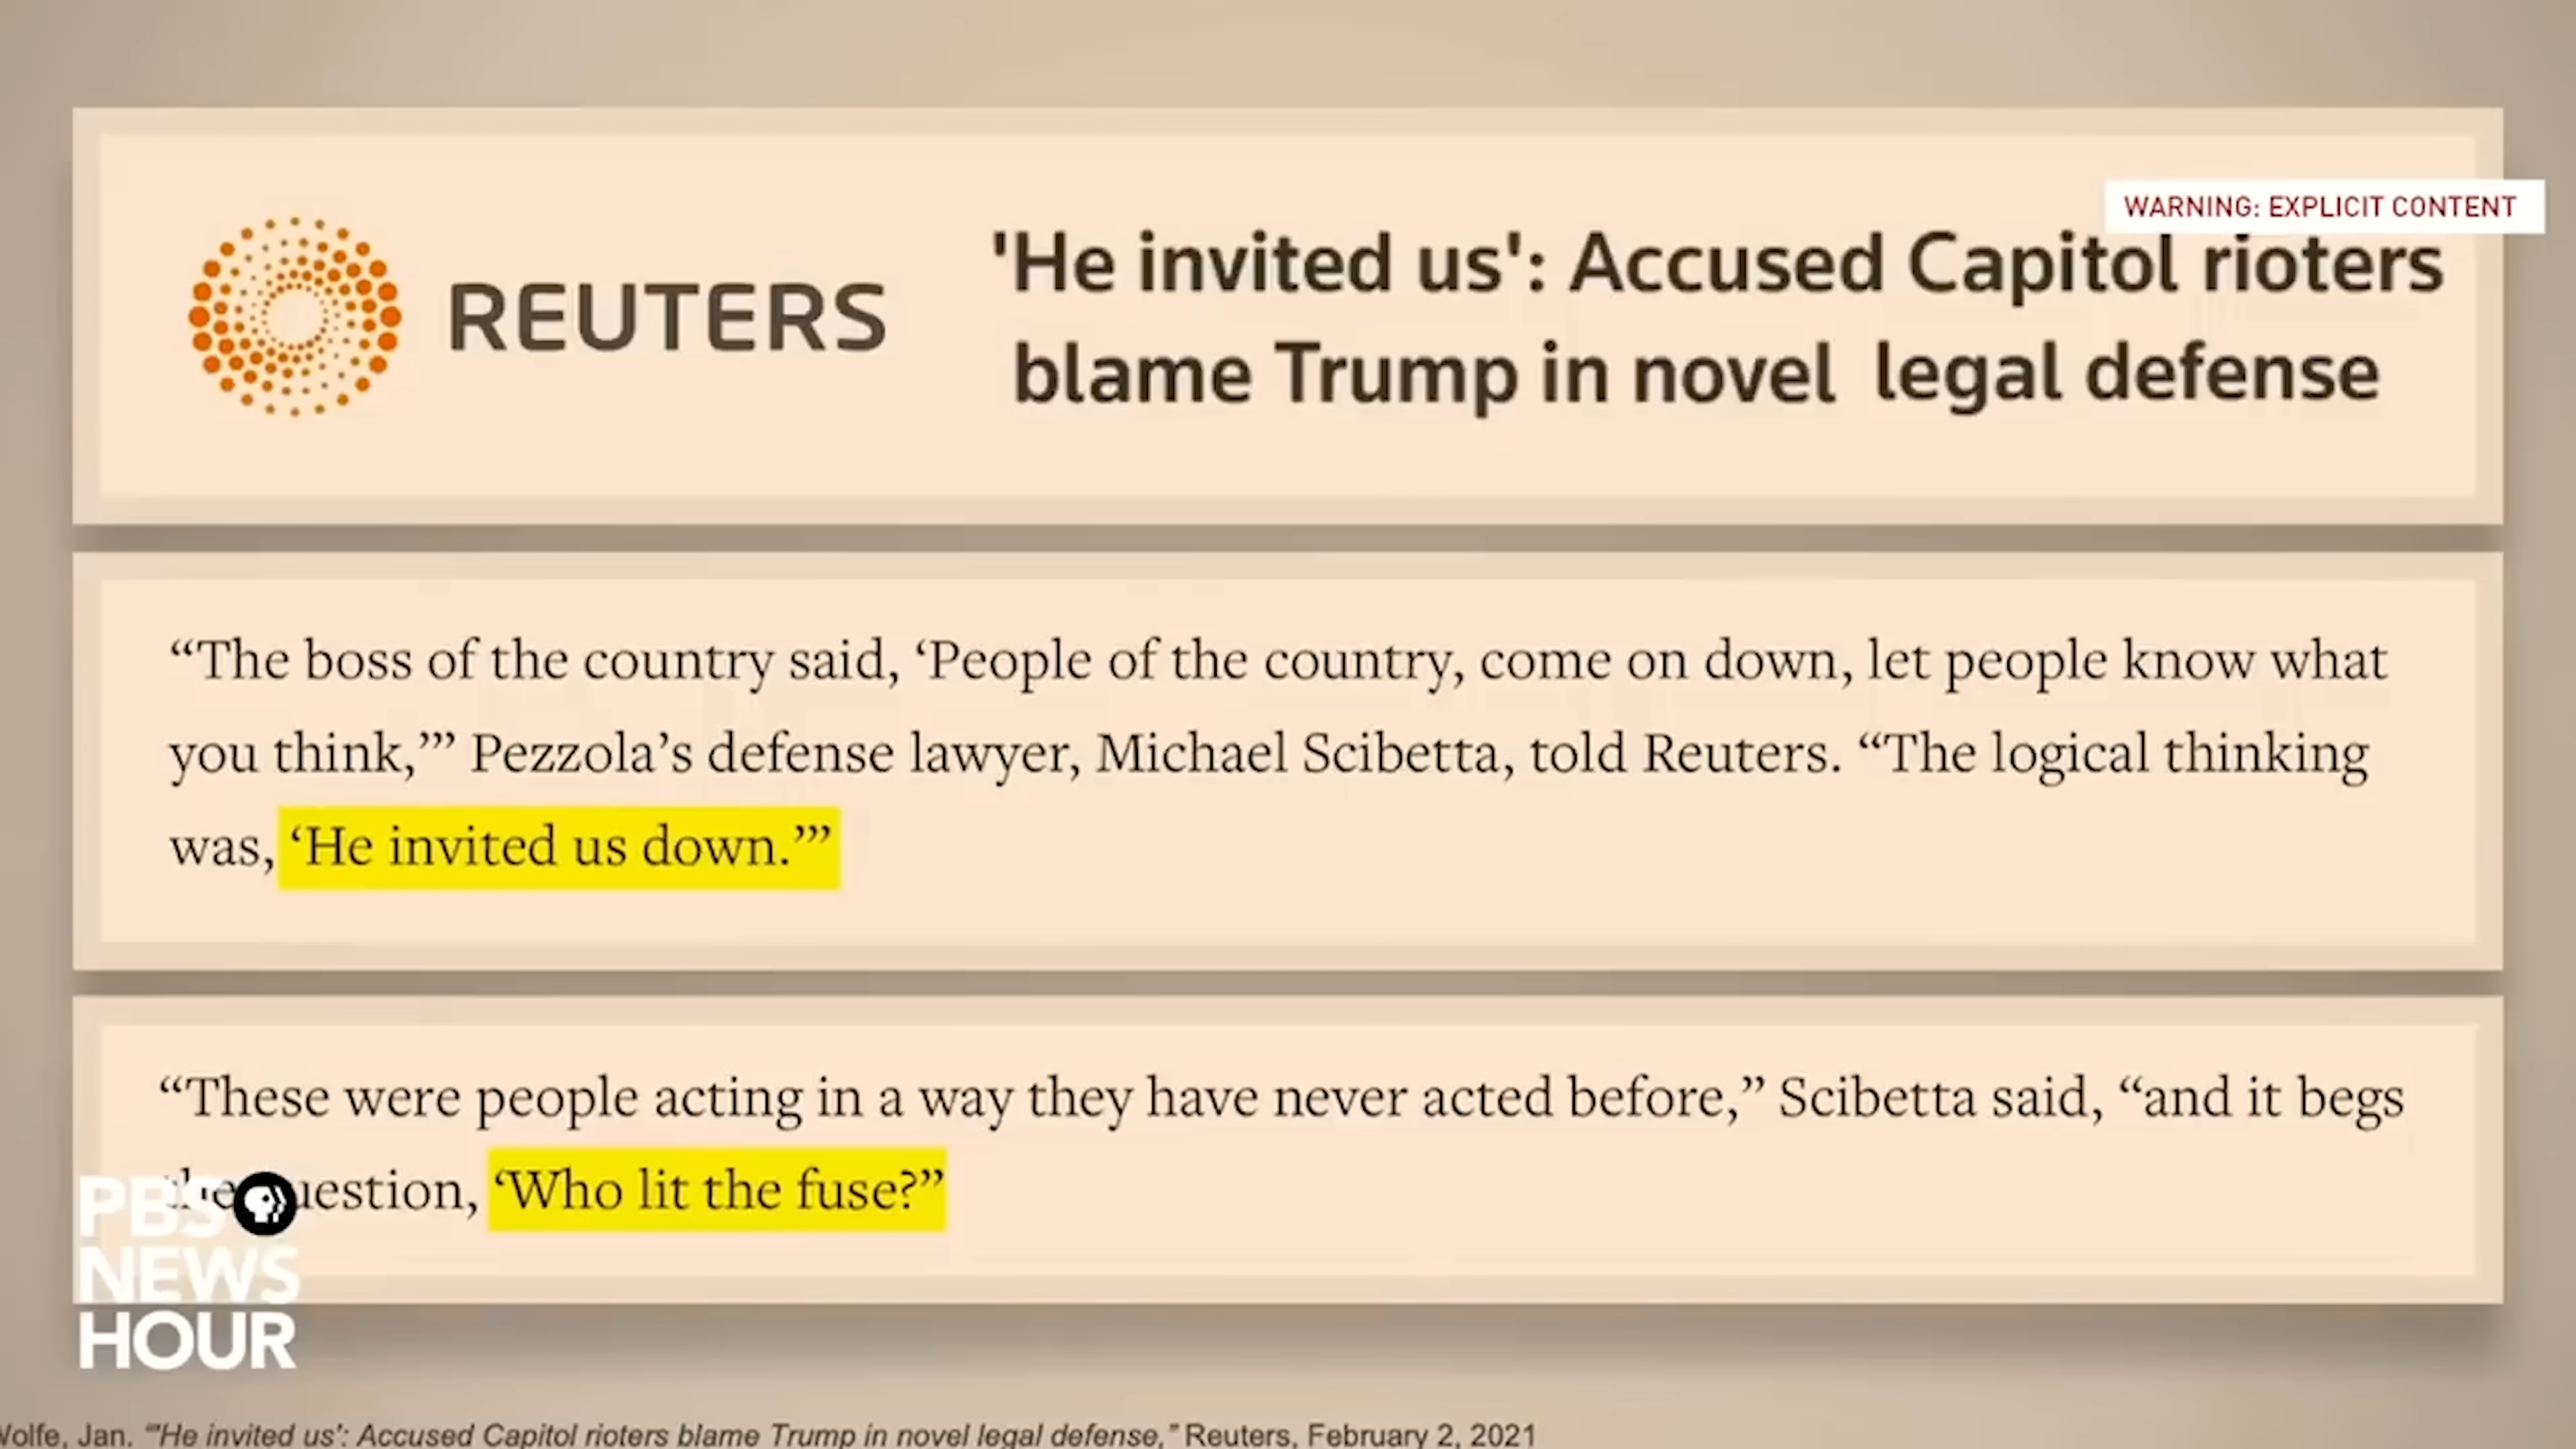 WARNING: EXPLICIT CONTENT
REUTERS
'He invited us': Accused Capitol rioters
blame Trump in novel legal defense
“The boss of the country said, ‘People of the country, come on down, let people know what
you think,’” Pezzola’s defense lawyer, Michael Scibetta, told Reuters. “The logical thinking
was, ‘He invited us down.’”
“These were people acting in a way they have never acted before,” Scibetta said, “and it begs
the question, ‘Who lit the fuse?”
PBS
NEWS
HOUR
Wolfe, Jan. “'He invited us': Accused Capitol rioters blame Trump in novel legal defense,” Reuters, February 2, 2021